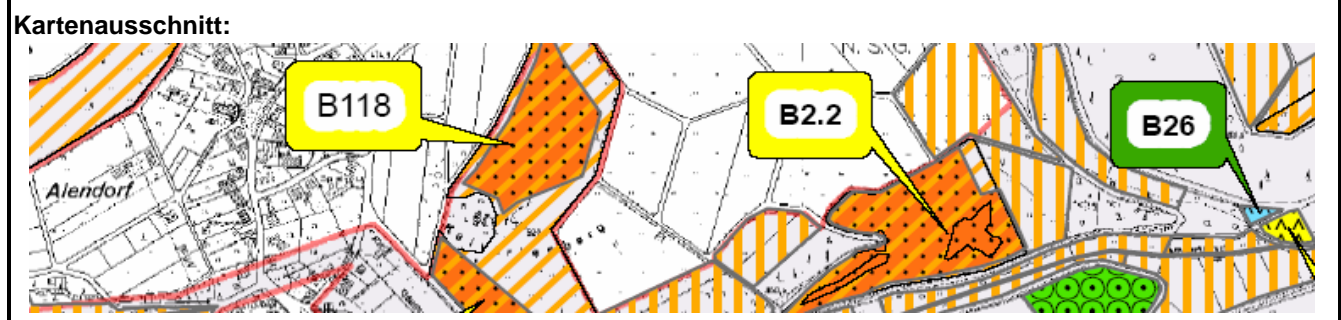 Kartenausschnitt:
N. S. G.
B118
B2.2
B26
Alendorf